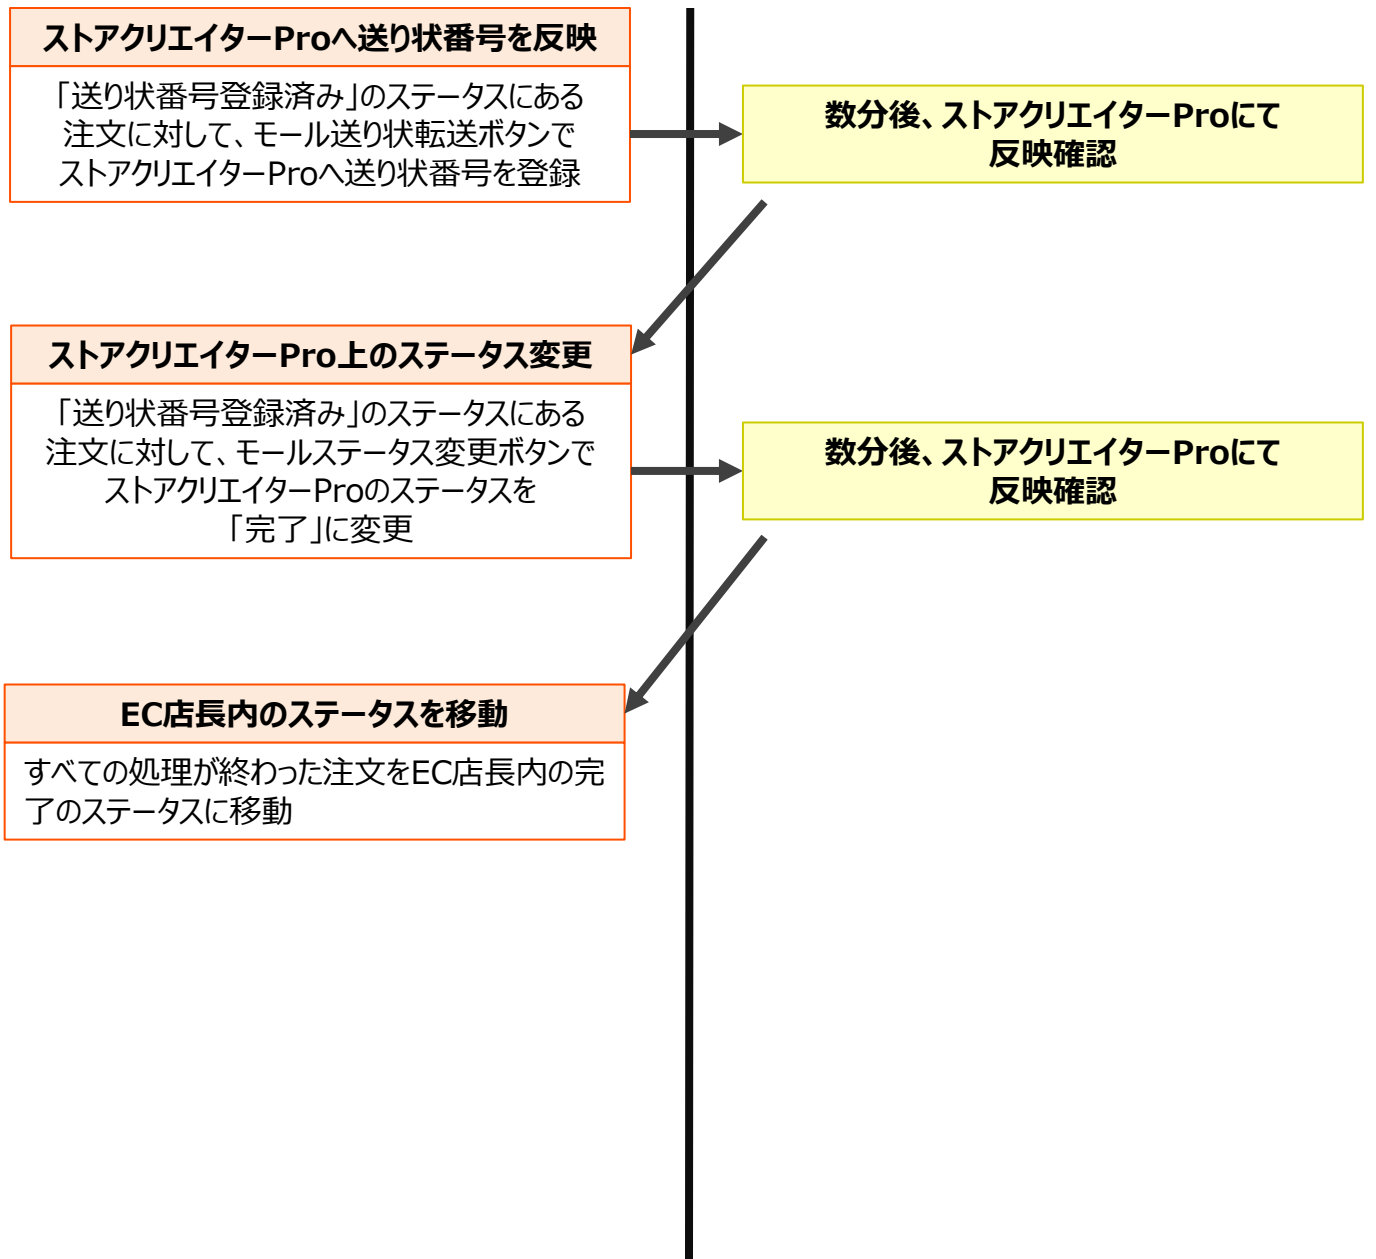 ストアクリエイターProへ送り状番号を反映
「送り状番号登録済み」のステータスにある
注文に対して、モール送り状転送ボタンで
ストアクリエイターProへ送り状番号を登録
数分後、ストアクリエイターProにて
反映確認
ストアクリエイターPro上のステータス変更
「送り状番号登録済み」のステータスにある
注文に対して、モールステータス変更ボタンで
ストアクリエイターProのステータスを
「完了」に変更
数分後、ストアクリエイターProにて
反映確認
EC店長内のステータスを移動
すべての処理が終わった注文をEC店長内の完
了のステータスに移動